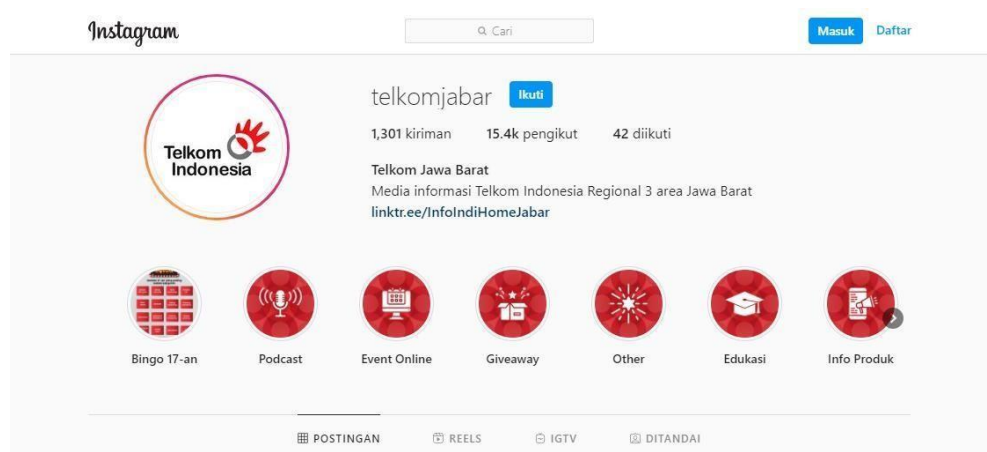 Instagram
Cari
Masuk Daftar
Telkom
Indonesia
telkomjabar Ikuti
1,301 kiriman 15.4k pengikut 42 diikuti
Telkom Jawa Barat
Media informasi Telkom Indonesia Regional 3 area Jawa Barat
linktr.ee/InfoIndiHomeJabar
Bingo 17-an Podcast Event Online Giveaway Other Edukasi Info Produk
POSTINGAN REELS IGTV DITANDAI